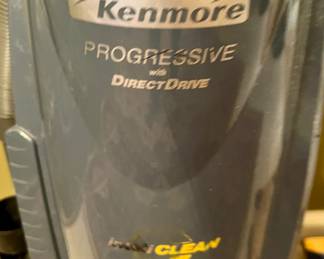 Kenmore
PROGRESSIVE
with
DIRECTDRIVE
CLEAN